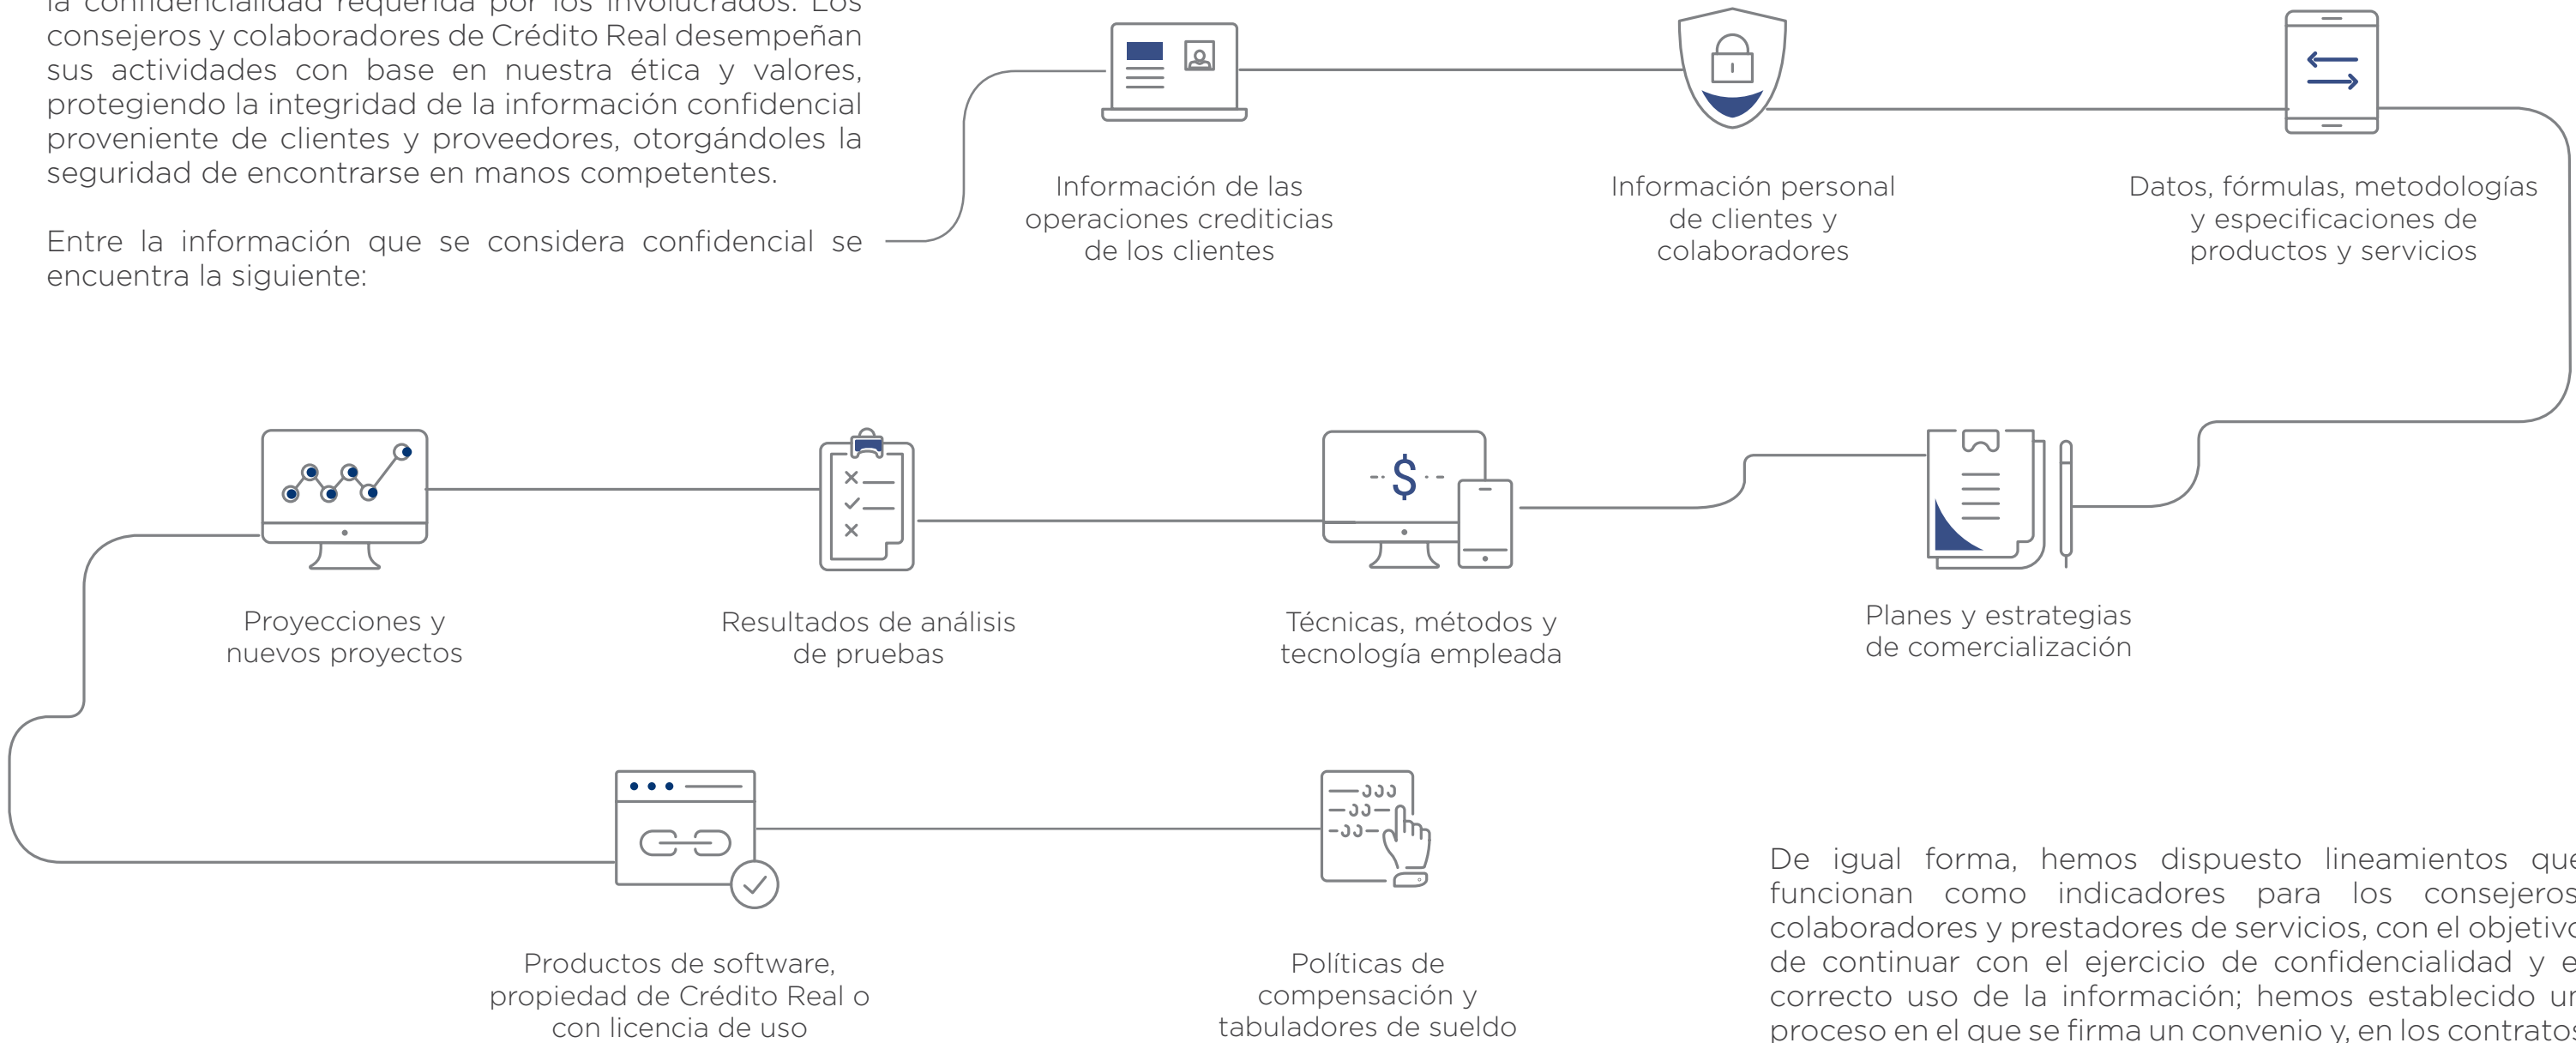 la confidencialidad requerida por los involucrados. Los
consejeros y colaboradores de Crédito Real desempeñan
sus actividades con base en nuestra ética y valores,
protegiendo la integridad de la información confidencial
proveniente de clientes y proveedores, otorgándoles la
seguridad de encontrarse en manos competentes.
Entre la información que se considera confidencial se
encuentra la siguiente:
Información de las
operaciones crediticias
de los clientes
Información personal
de clientes y
colaboradores
Datos, fórmulas, metodologías
y especificaciones de
productos y servicios
$
Proyecciones y
nuevos proyectos
Resultados de análisis
de pruebas
Técnicas, métodos y
tecnología empleada
Planes y estrategias
de comercialización
Productos de software,
propiedad de Crédito Real o
con licencia de uso
Políticas de
compensación y
tabuladores de sueldo
De igual forma, hemos dispuesto lineamientos que
funcionan como indicadores para los consejeros,
colaboradores y prestadores de servicios, con el objetivo
de continuar con el ejercicio de confidencialidad y el
correcto uso de la información; hemos establecido un
proceso en el que se firma un convenio y, en los contratos